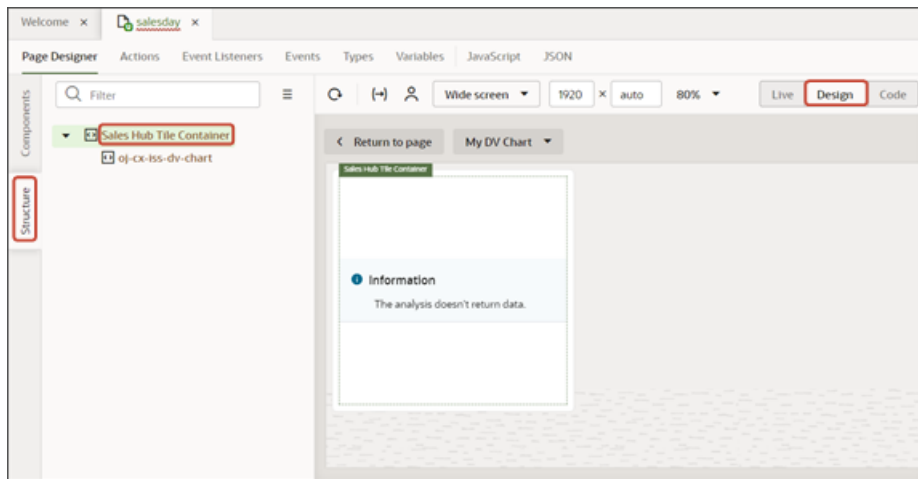 Welcome × salesday ×
Page Designer Actions Event Listeners Events Types Variables JavaScript JSON
Components
Structure
Filter
Sales Hub Tile Container
oj-cx-iss-dv-chart
Wide screen 1920 × auto 80% Live Design Code
Return to page My DV Chart
Sales Hub Tile Container
Information
The analysis doesn't return data.